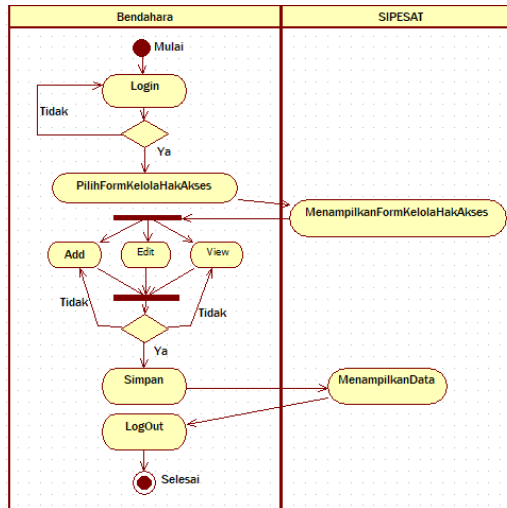 Bendahara
SIPESAT
Mulai
Login
Tidak
Ya
PilihFormKelolaHakAkses
MenampilkanFormKelolaHakAkses
Add
Edit
View
Tidak
Tidak
Ya
Simpan
MenampilkanData
LogOut
Selesai